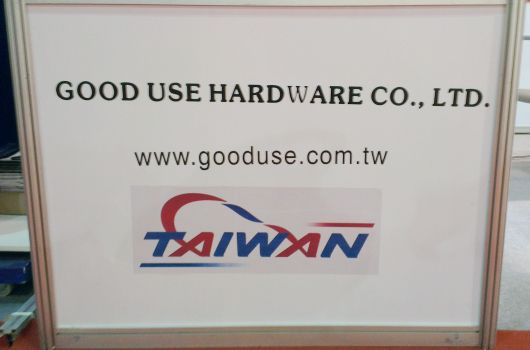 GOOD USE HARDWARE CO., LTD.
www.gooduse.com.tw
TAIWAN